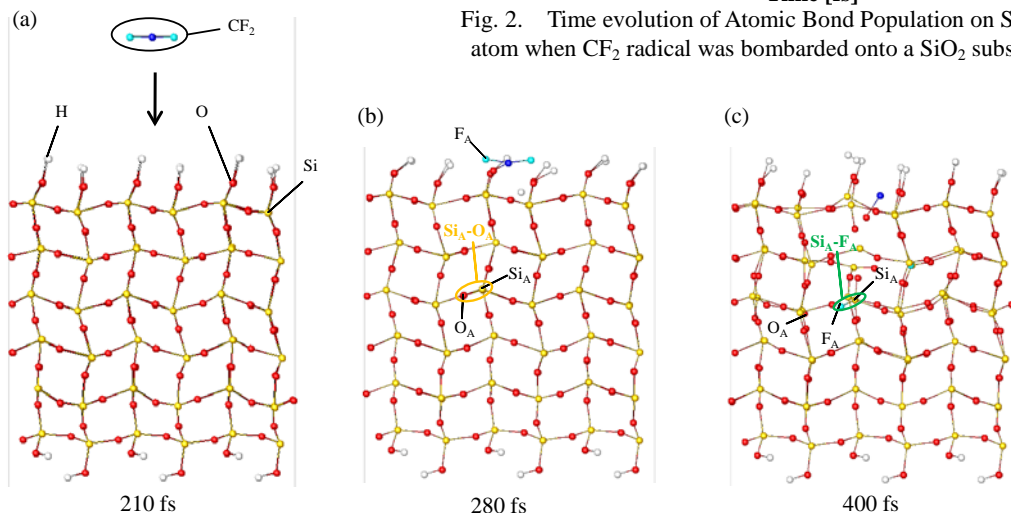 Time [fs]
Fig. 2. Time evolution of Atomic Bond Population on S
atom when CF2 radical was bombarded onto a SiO2 subs
(a)
CF2
H
O
Si
210 fs
(b)
FA
SiA-OA
SiA
OA
280 fs
(c)
SiA-FA
SiA
OA
FA
400 fs